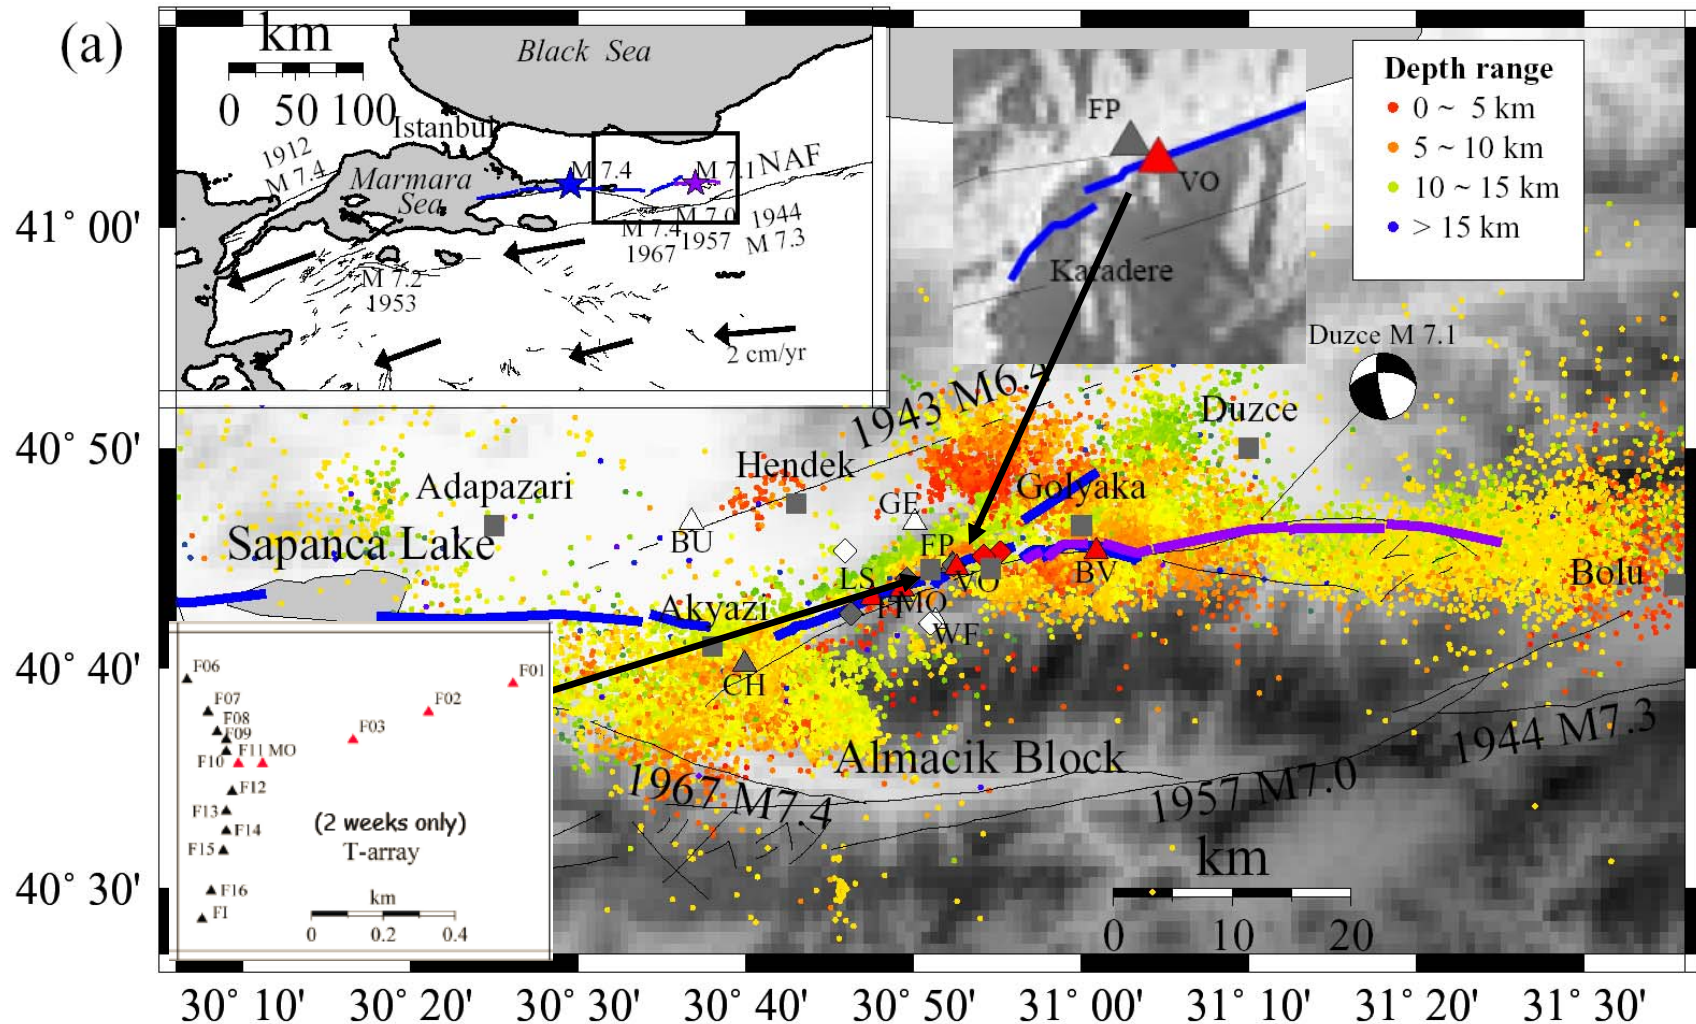 (a)
km
0 50 100
Black Sea
Istanbul
1912
M 7.4
Marmara
Sea
M 7.4
M 7.1
NAF
M 7.4
1967
M 7.0
1957
1944
M 7.3
M 7.2
1953
2 cm/yr
FP
VO
Karadere
Depth range
0 ~ 5 km
5 ~ 10 km
10 ~ 15 km
> 15 km
Duzce M 7.1
41° 00'
40° 50'
40° 40'
40° 30'
1943 M6.4
Duzce
Hendek
Adapazari
Golyaka
GE
BU
Sapanca Lake
FP
LS
VO
BV
Bolu
Akyazi
FI
MO
WF
CH
Almacik Block
1967 M7.4
1957 M7.0
1944 M7.3
km
0 10 20
F06
F01
F07
F02
F08
F03
F09
F11 MO
F10
F12
F13
F14
(2 weeks only)
F15
T-array
F16
FI
km
0 0.2 0.4
30° 10' 30° 20' 30° 30' 30° 40' 30° 50' 31° 00' 31° 10' 31° 20' 31° 30'